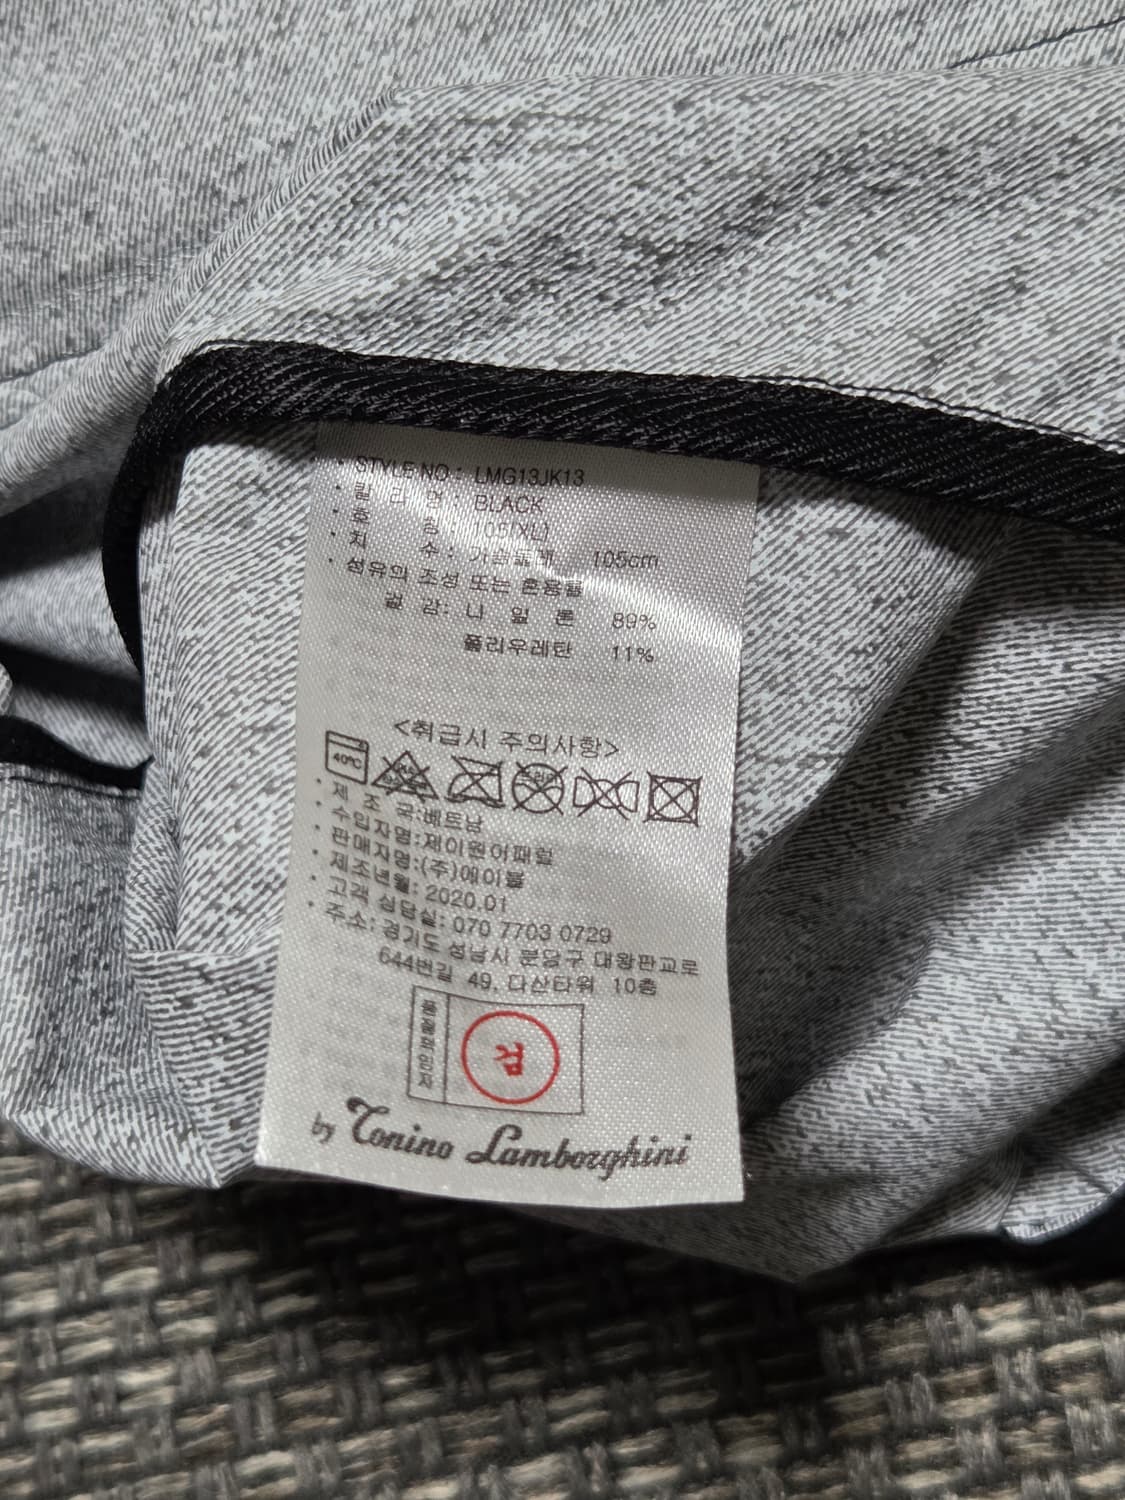 · STYLE NO : LMG13JK13
· 칼 라 명 : BLACK
· 호 칭 : 105(XL)
· 치 수 : 가슴둘레 105cm
· 섬유의 조성 또는 혼용률
겉 감: 나 일 론 89%
폴리우레탄 11%
<취급시 주의사항>
40℃
· 제 조 국:베트남
· 수입자명:제이원어패럴
· 판매자명:(주)에이블
· 제조년월: 2020.01
· 고객 상담실: 070 7703 0729
· 주소: 경기도 성남시 분당구 대왕판교로
644번길 49, 다산타워 10층
품질확인지
by Tonino Lamborghini